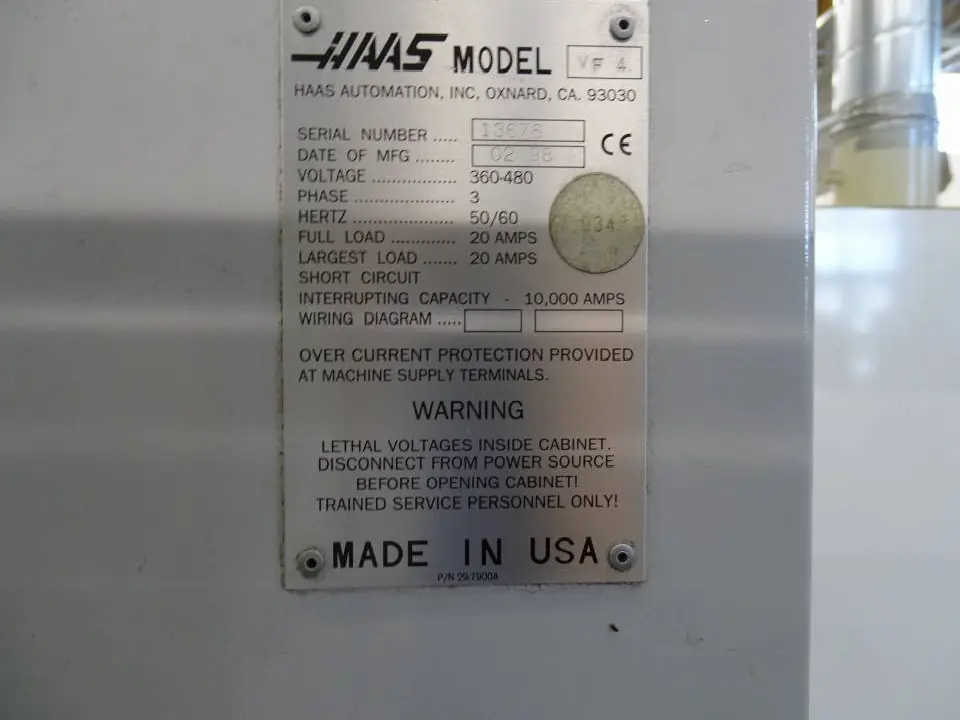 HAAS MODEL VF 4.
HAAS AUTOMATION, INC, OXNARD, CA. 93030
SERIAL NUMBER ..... 13678
DATE OF MFG ........ 02 98
CE
VOLTAGE ................. 360-480
PHASE .................... 3
HERTZ .................... 50/60
FULL LOAD ............. 20 AMPS
LARGEST LOAD ....... 20 AMPS
SHORT CIRCUIT
INTERRUPTING CAPACITY - 10,000 AMPS
WIRING DIAGRAM .....
OVER CURRENT PROTECTION PROVIDED
AT MACHINE SUPPLY TERMINALS.
WARNING
LETHAL VOLTAGES INSIDE CABINET.
DISCONNECT FROM POWER SOURCE
BEFORE OPENING CABINET!
TRAINED SERVICE PERSONNEL ONLY!
MADE IN USA
P/N 29-7900A